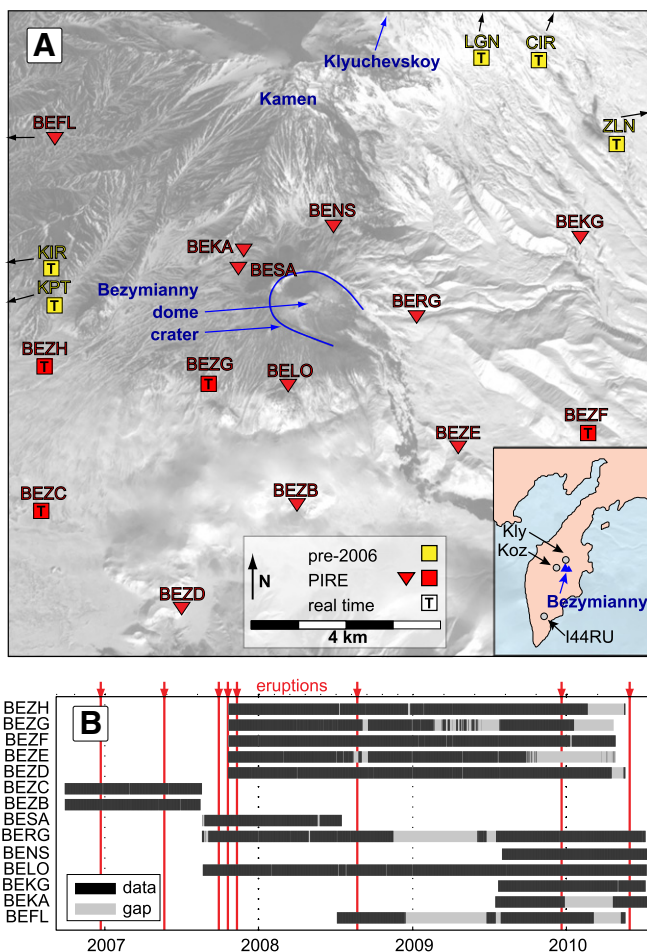 A
LGN
CIR
Klyuchevskoy
Kamen
BEFL
ZLN
BENS
BEKG
BEKA
KIR
BESA
KPT
Bezymianny
dome
crater
BERG
BEZH
BEZG
BELO
BEZF
BEZE
BEZC
BEZB
BEZD
T
T
T
T
T
T
T
T
T
N
pre-2006
PIRE
real time T
4 km
Kly
Koz
Bezymianny
I44RU
eruptions
B
BEZH
BEZG
BEZF
BEZE
BEZD
BEZC
BEZB
BESA
BERG
BENS
BELO
BEKG
BEKA
BEFL
data
gap
2007 2008 2009 2010